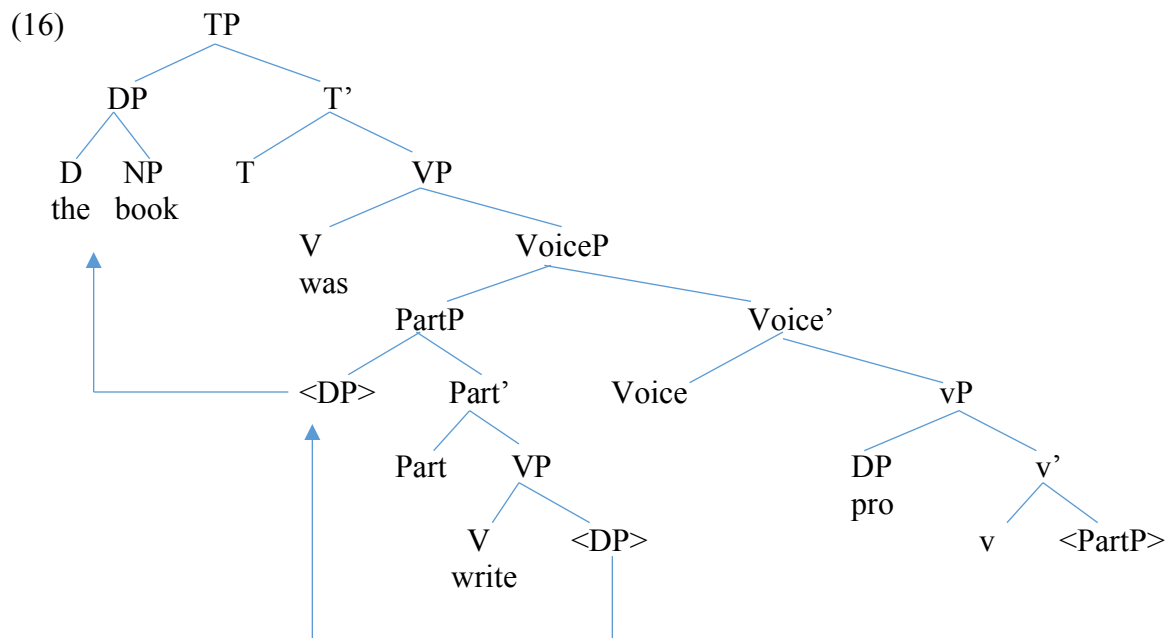 (16) TP
DP T’
D NP T VP
the book
V VoiceP
was
PartP Voice’
<DP> Part’ Voice vP
Part VP DP v’
pro
V <DP> v <PartP>
write